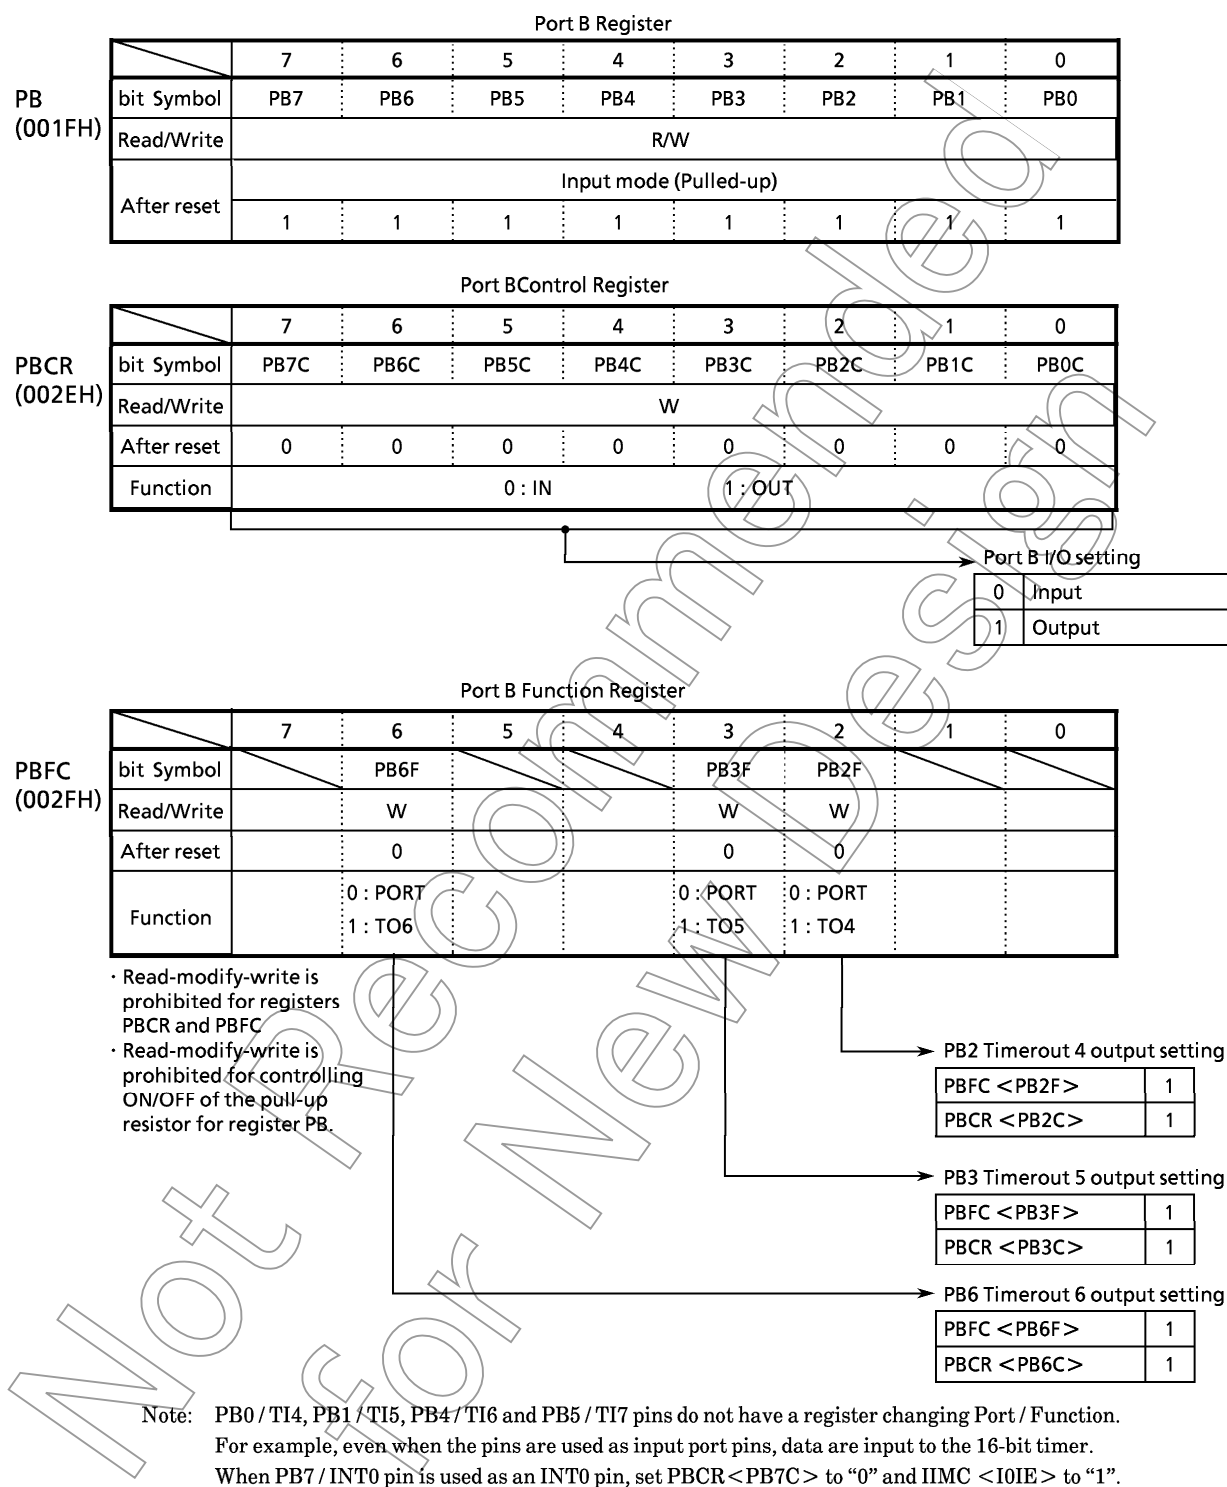 Port B Register
7 6 5 4 3 2 1 0
PB
(001FH)
bit Symbol PB7 PB6 PB5 PB4 PB3 PB2 PB1 PB0
Read/Write R/W
After reset Input mode (Pulled-up)
1 1 1 1 1 1 1 1
Port BControl Register
7 6 5 4 3 2 1 0
PBCR
(002EH)
bit Symbol PB7C PB6C PB5C PB4C PB3C PB2C PB1C PB0C
Read/Write W
After reset 0 0 0 0 0 0 0 0
Function 0 : IN 1 : OUT
Port B I/O setting
0 Input
1 Output
Port B Function Register
7 6 5 4 3 2 1 0
PBFC
(002FH)
bit Symbol PB6F PB3F PB2F
Read/Write W W W
After reset 0 0 0
Function 0 : PORT 0 : PORT 0 : PORT
1 : TO6 1 : TO5 1 : TO4
· Read-modify-write is
prohibited for registers
PBCR and PBFC
· Read-modify-write is
prohibited for controlling
ON/OFF of the pull-up
resistor for register PB.
PB2 Timerout 4 output setting
PBFC <PB2F> 1
PBCR <PB2C> 1
PB3 Timerout 5 output setting
PBFC <PB3F> 1
PBCR <PB3C> 1
PB6 Timerout 6 output setting
PBFC <PB6F> 1
PBCR <PB6C> 1
Note: PB0 / TI4, PB1 / TI5, PB4 / TI6 and PB5 / TI7 pins do not have a register changing Port / Function.
For example, even when the pins are used as input port pins, data are input to the 16-bit timer.
When PB7 / INT0 pin is used as an INT0 pin, set PBCR<PB7C> to “0” and IIMC <I0IE> to “1”.
Not Recommended
for New Design